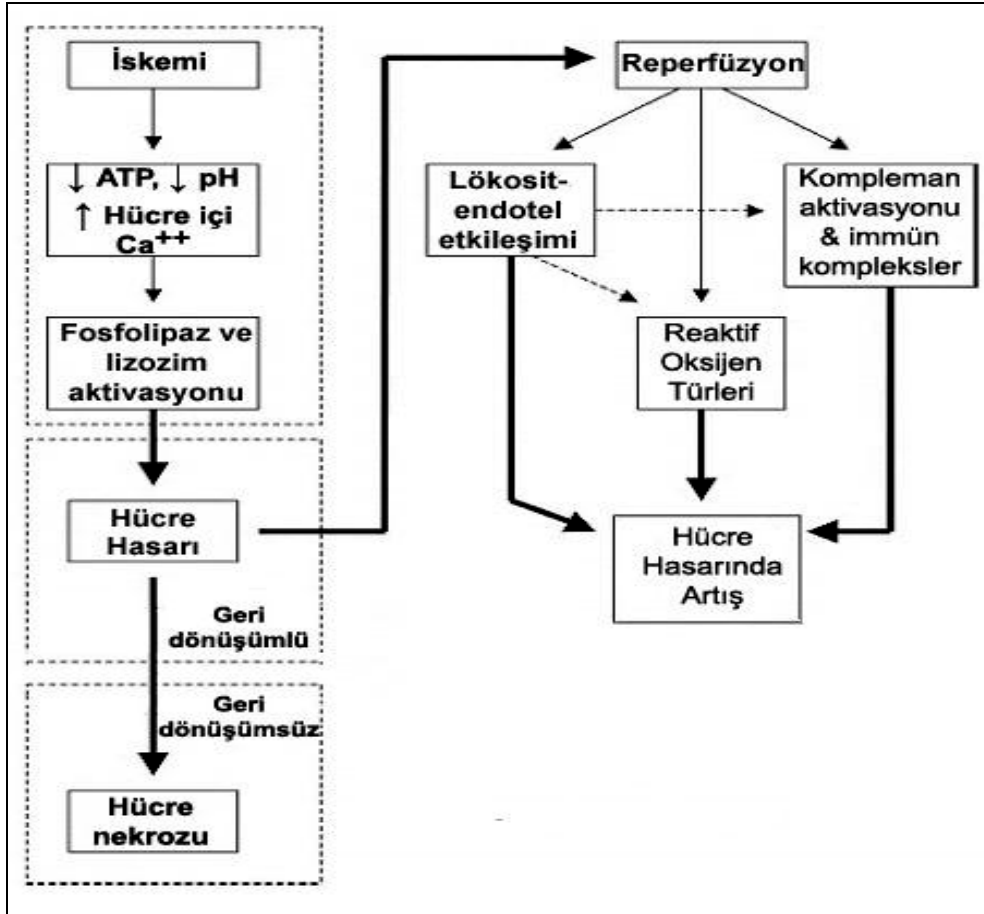 İskemi
↓ ATP, ↓ pH
↑ Hücre içi
Ca++
Fosfolipaz ve
lizozim
aktivasyonu
Hücre
Hasarı
Geri
dönüşümlü
Geri
dönüşümsüz
Hücre
nekrozu
Reperfüzyon
Lökosit-
endotel
etkileşimi
Kompleman
aktivasyonu
& immün
kompleksler
Reaktif
Oksijen
Türleri
Hücre
Hasarında
Artış